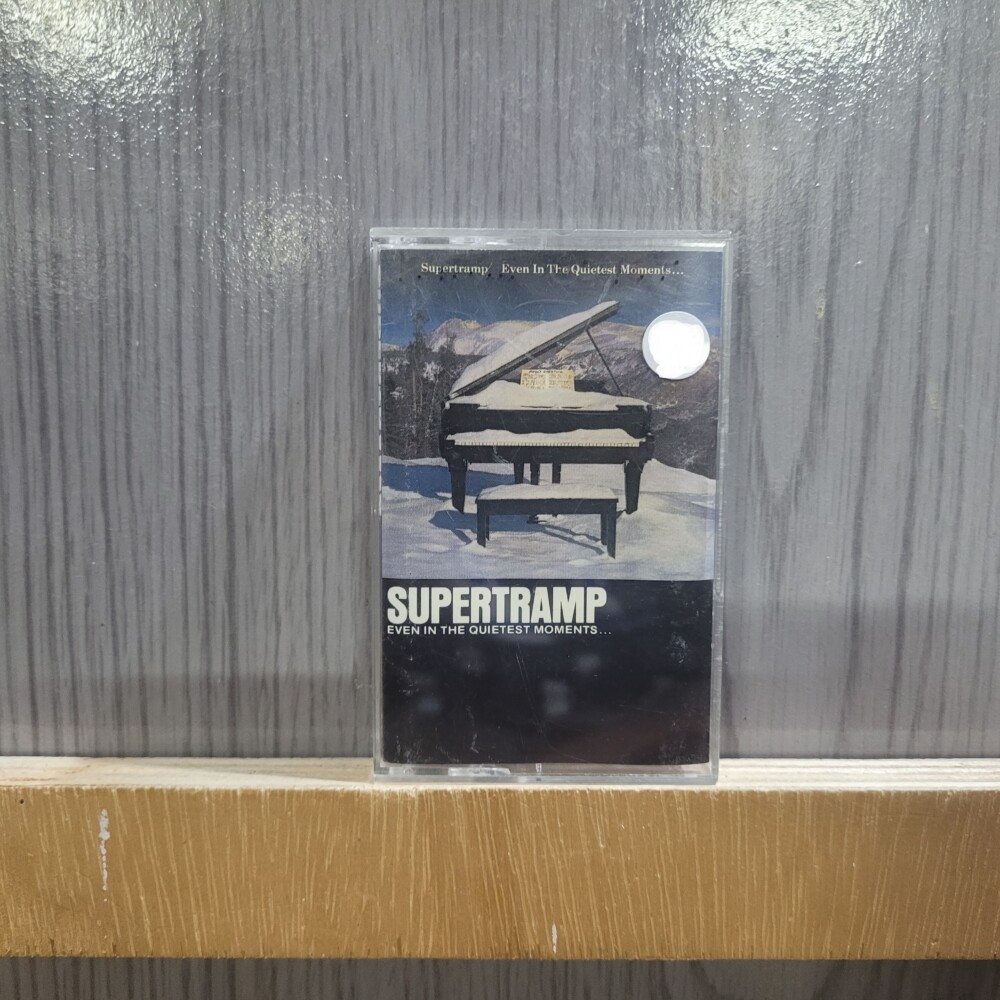 Supertramp Even In The Quietest Moments...
SUPERTRAMP
EVEN IN THE QUIETEST MOMENTS...